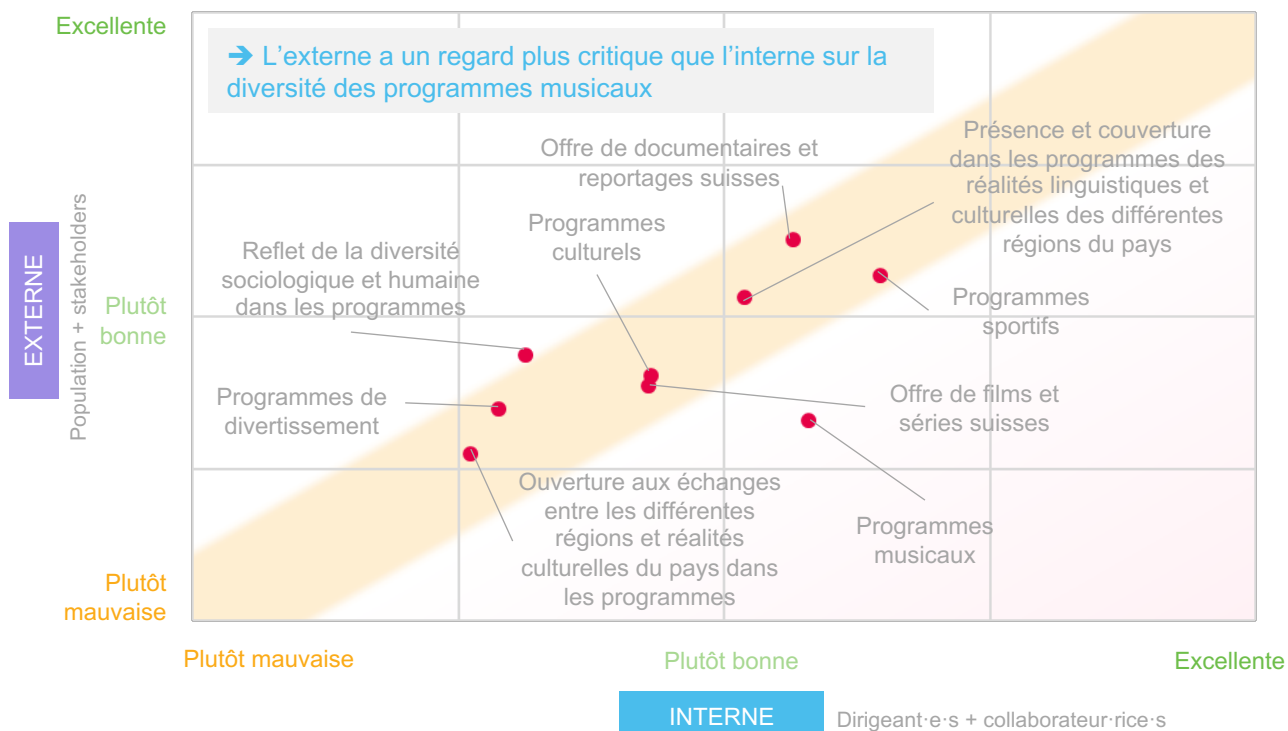 Excellente
➔ L’externe a un regard plus critique que l’interne sur la
diversité des programmes musicaux
Offre de documentaires et
reportages suisses
Présence et couverture
dans les programmes des
réalités linguistiques et
culturelles des différentes
régions du pays
Programmes
culturels
Reflet de la diversité
sociologique et humaine
dans les programmes
EXTERNE
Population + stakeholders
Plutôt
bonne
Programmes
sportifs
Programmes de
divertissement
Offre de films et
séries suisses
Ouverture aux échanges
entre les différentes
régions et réalités
culturelles du pays dans
les programmes
Programmes
musicaux
Plutôt
mauvaise
Plutôt mauvaise
Plutôt bonne
Excellente
INTERNE
Dirigeant·e·s + collaborateur·rice·s